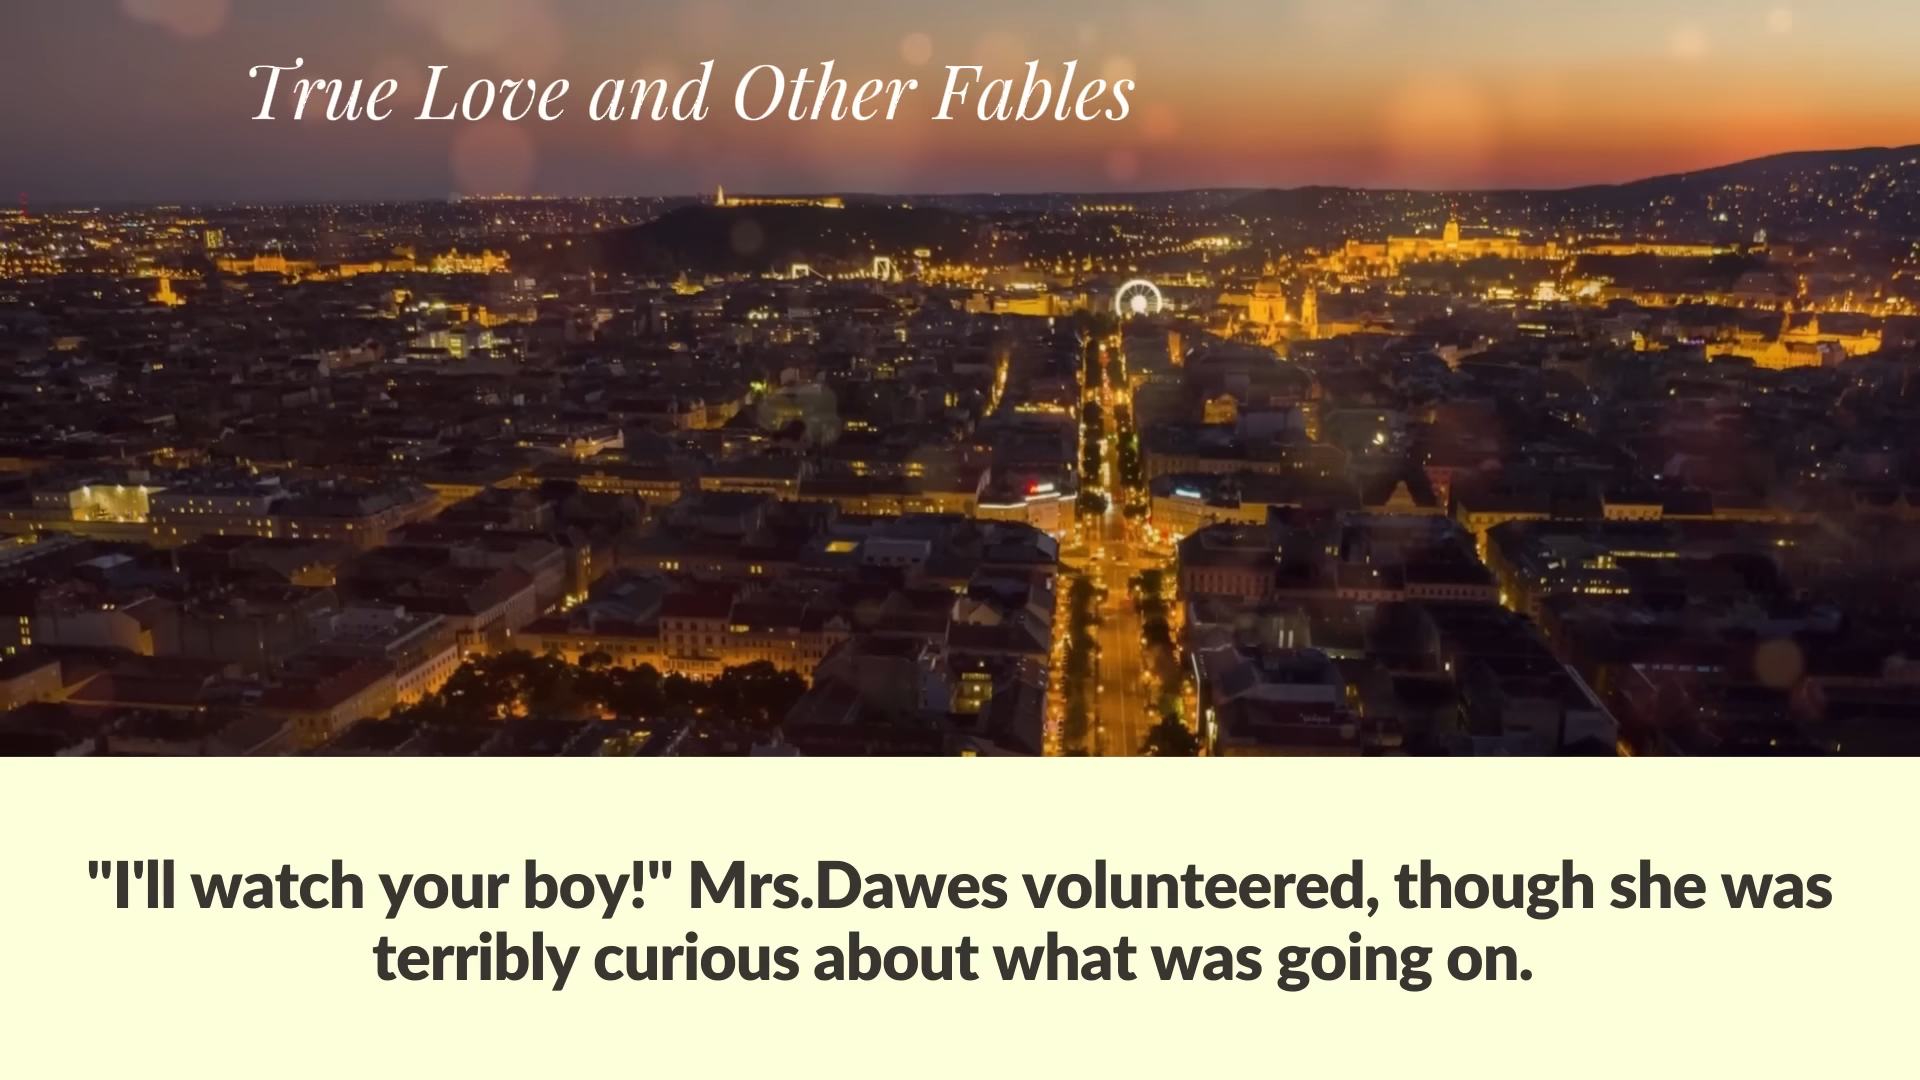 True Love and Other Fables
"I'll watch your boy!" Mrs.Dawes volunteered, though she was
terribly curious about what was going on.